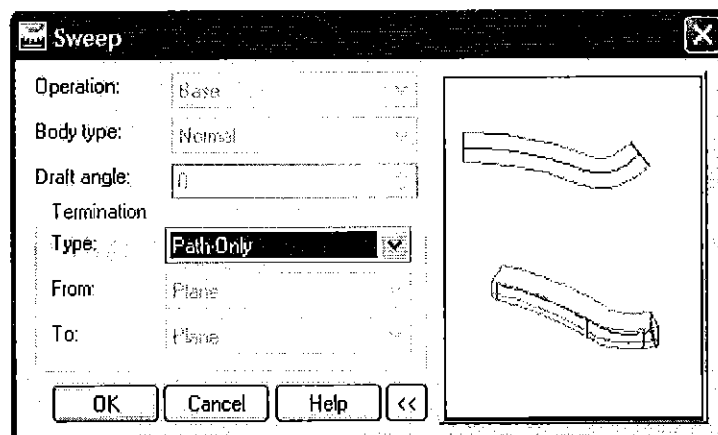 Sweep
Operation: Base
Body type: Normal
Draft angle: 0
Termination
Type: Path-Only
From: Plane
To: Plane
OK Cancel Help <<